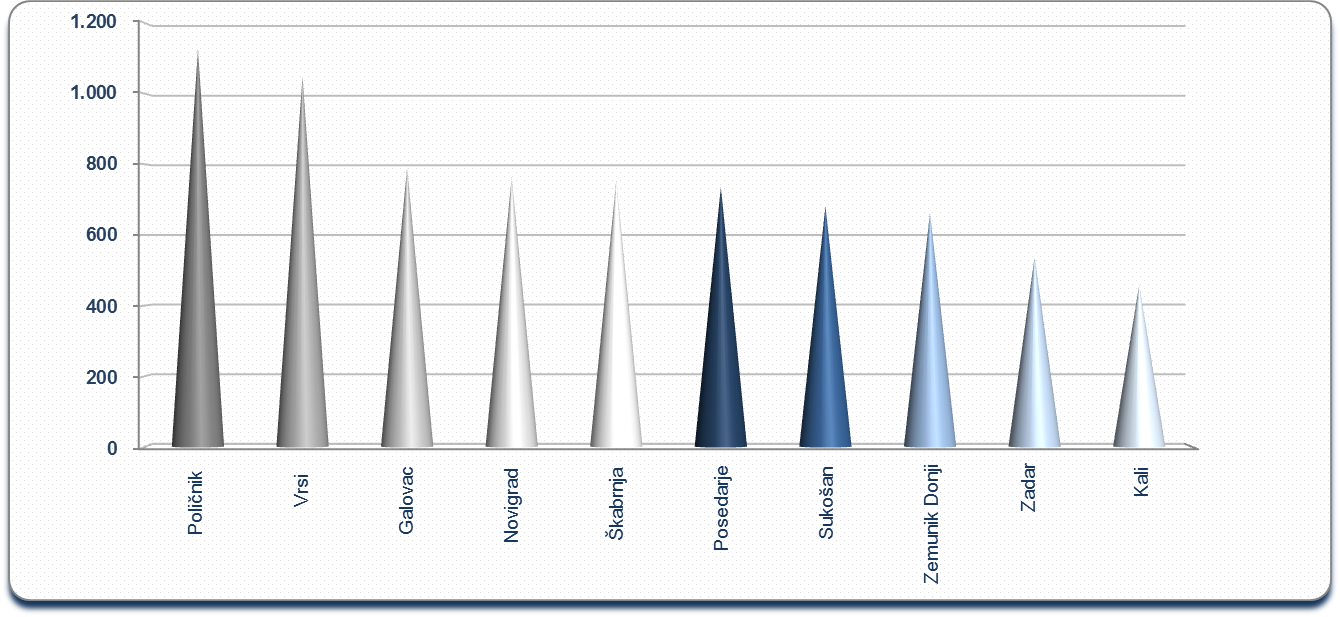 1.200
1.000
800
600
400
200
0
Poličnik
Vrsi
Galovac
Novigrad
Škabrnja
Posedarje
Sukošan
Zemunik Donji
Zadar
Kali